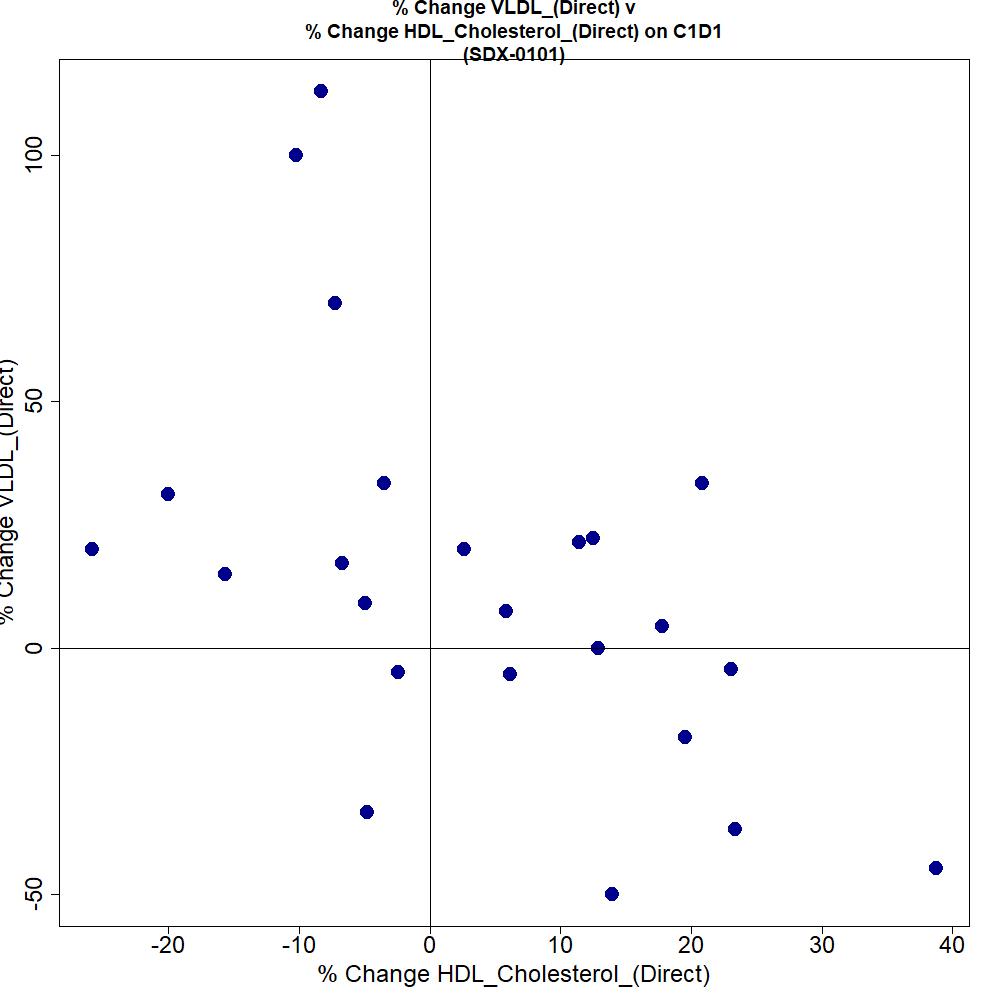 % Change VLDL_(Direct) v
% Change HDL_Cholesterol_(Direct) on C1D1
(SDX-0101)
% Change VLDL_(Direct)
100
50
0
-50
-20
-10
0
10
20
30
40
% Change HDL_Cholesterol_(Direct)